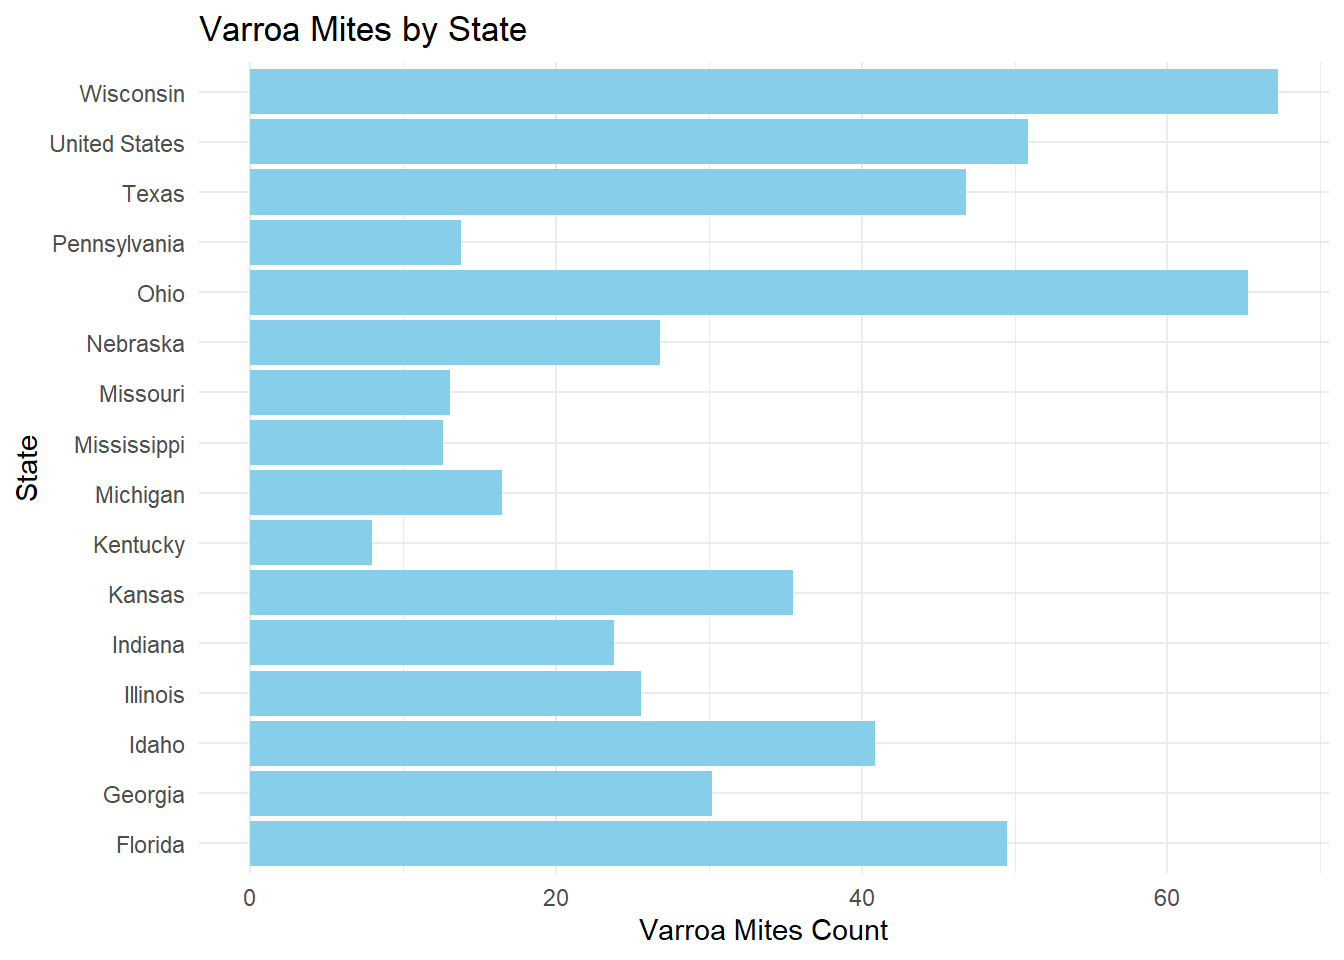 Varroa Mites by State
Wisconsin
United States
Texas
Pennsylvania
Ohio
Nebraska
Missouri
Mississippi
Michigan
Kentucky
Kansas
Indiana
Illinois
Idaho
Georgia
Florida
State
0 20 40 60
Varroa Mites Count